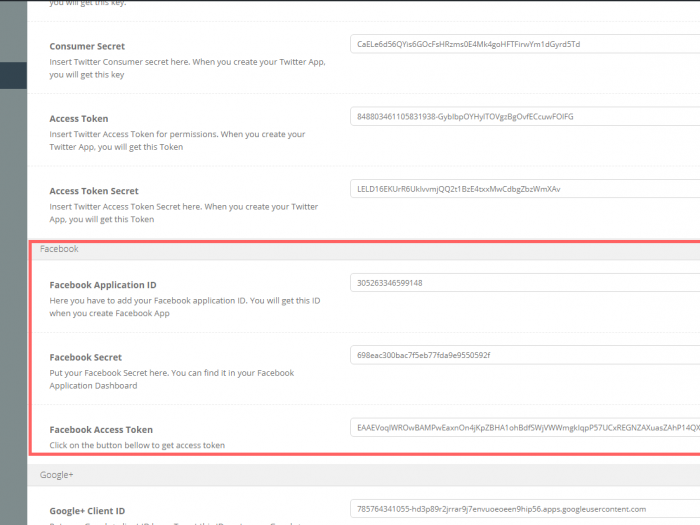 you will get this key
Consumer Secret
CaELe6d56QYis6GOcFsHRzms0E4Mk4goHFTFirwYm1dGyrd5Td
Insert Twitter Consumer secret here. When you create your Twitter App,
you will get this key
Access Token
848803461105831938-GyblbpOYHylTOVgzBgOvfECcuwFOIFG
Insert Twitter Access Token for permissions. When you create your
Twitter App, you will get this Token
Access Token Secret
LELD16EKUrR6UklvvmjQQ2t1BzE4txxMwCdbgZbzWmXAv
Insert Twitter Access Token Secret here. When you create your Twitter
App, you will get this Token
Facebook
Facebook Application ID
305263346599148
Here you have to add your Facebook application ID. You will get this ID
when you create Facebook App
Facebook Secret
698eac300bac7f5eb77fda9e9550592f
Put your Facebook Secret here. You can find it in your Facebook
Application Dashboard
Facebook Access Token
EAAEVoqIWROwBAMPwEaxnOn4jKpZBHA1ohBdfSWjVWWmgklqpP57UCxREGNZAXuasZAhP14QX
Click on the button bellow to get access token
Google+
Google+ Client ID
785764341055-hd3p89r2jrrar9j7envuoeoeen9hip56.apps.googleusercontent.com